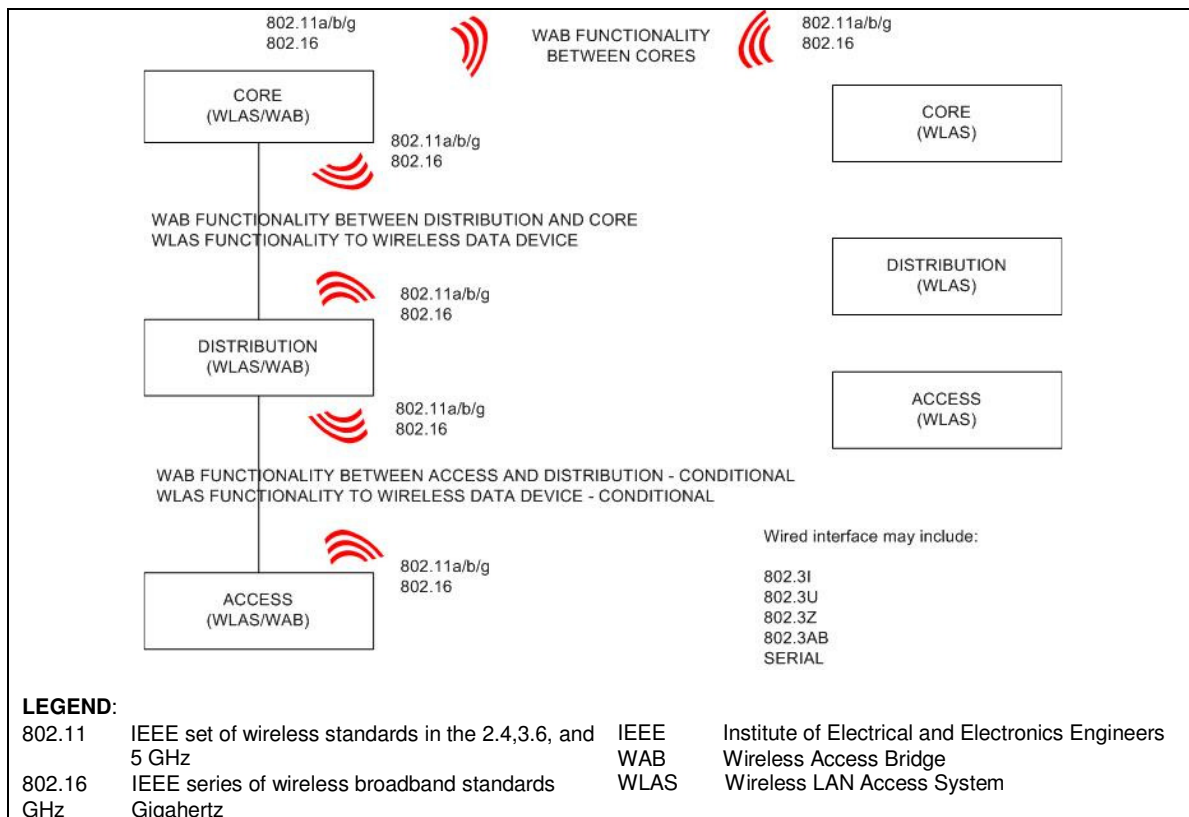 802.11a/b/g
802.16
WAB FUNCTIONALITY
BETWEEN CORES
802.11a/b/g
802.16
CORE
(WLAS/WAB)
CORE
(WLAS)
802.11a/b/g
802.16
WAB FUNCTIONALITY BETWEEN DISTRIBUTION AND CORE
WLAS FUNCTIONALITY TO WIRELESS DATA DEVICE
DISTRIBUTION
(WLAS)
802.11a/b/g
802.16
DISTRIBUTION
(WLAS/WAB)
ACCESS
(WLAS)
802.11a/b/g
802.16
WAB FUNCTIONALITY BETWEEN ACCESS AND DISTRIBUTION - CONDITIONAL
WLAS FUNCTIONALITY TO WIRELESS DATA DEVICE - CONDITIONAL
802.11a/b/g
802.16
ACCESS
(WLAS/WAB)
Wired interface may include:
802.3I
802.3U
802.3Z
802.3AB
SERIAL
LEGEND:
802.11 IEEE set of wireless standards in the 2.4,3.6, and
5 GHz
802.16 IEEE series of wireless broadband standards
GHz Gigahertz
IEEE Institute of Electrical and Electronics Engineers
WAB Wireless Access Bridge
WLAS Wireless LAN Access System